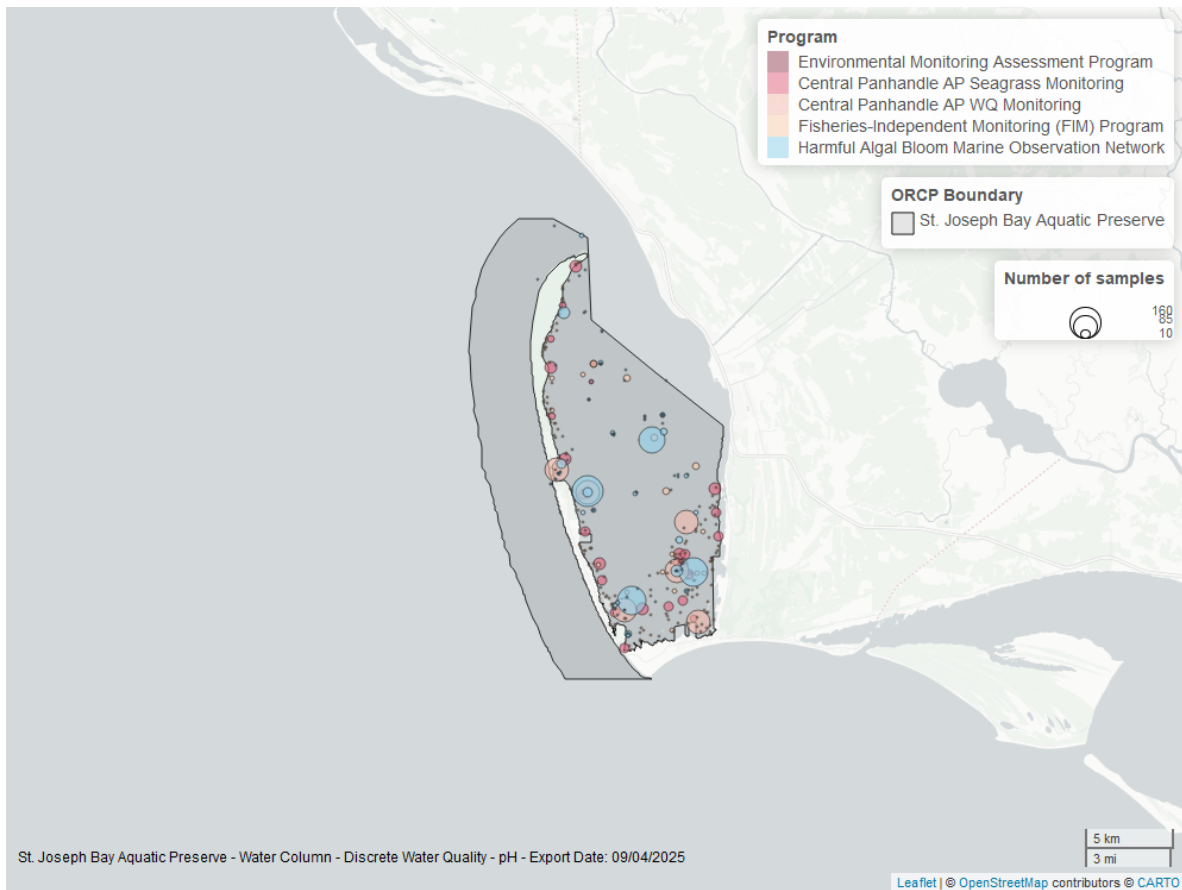 Program
Environmental Monitoring Assessment Program
Central Panhandle AP Seagrass Monitoring
Central Panhandle AP WQ Monitoring
Fisheries-Independent Monitoring (FIM) Program
Harmful Algal Bloom Marine Observation Network
ORCP Boundary
St. Joseph Bay Aquatic Preserve
Number of samples
160
85
10
5 km
3 mi
St. Joseph Bay Aquatic Preserve - Water Column - Discrete Water Quality - pH - Export Date: 09/04/2025
Leaflet | © OpenStreetMap contributors © CARTO